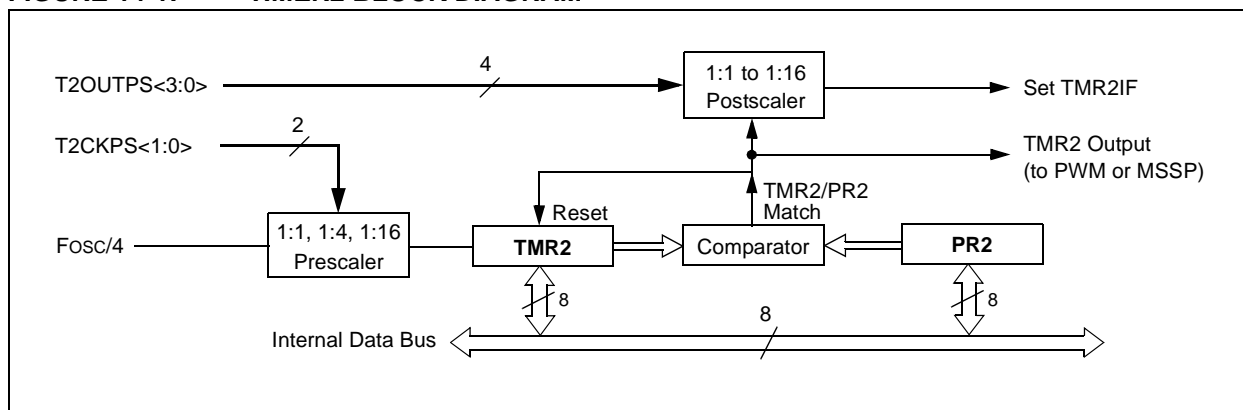 4
1:1 to 1:16
Postscaler
T2OUTPS<3:0>
Set TMR2IF
2
T2CKPS<1:0>
TMR2 Output
(to PWM or MSSP)
TMR2/PR2
Match
Reset
1:1, 1:4, 1:16
Prescaler
FOSC/4
TMR2
Comparator
PR2
8
8
8
Internal Data Bus